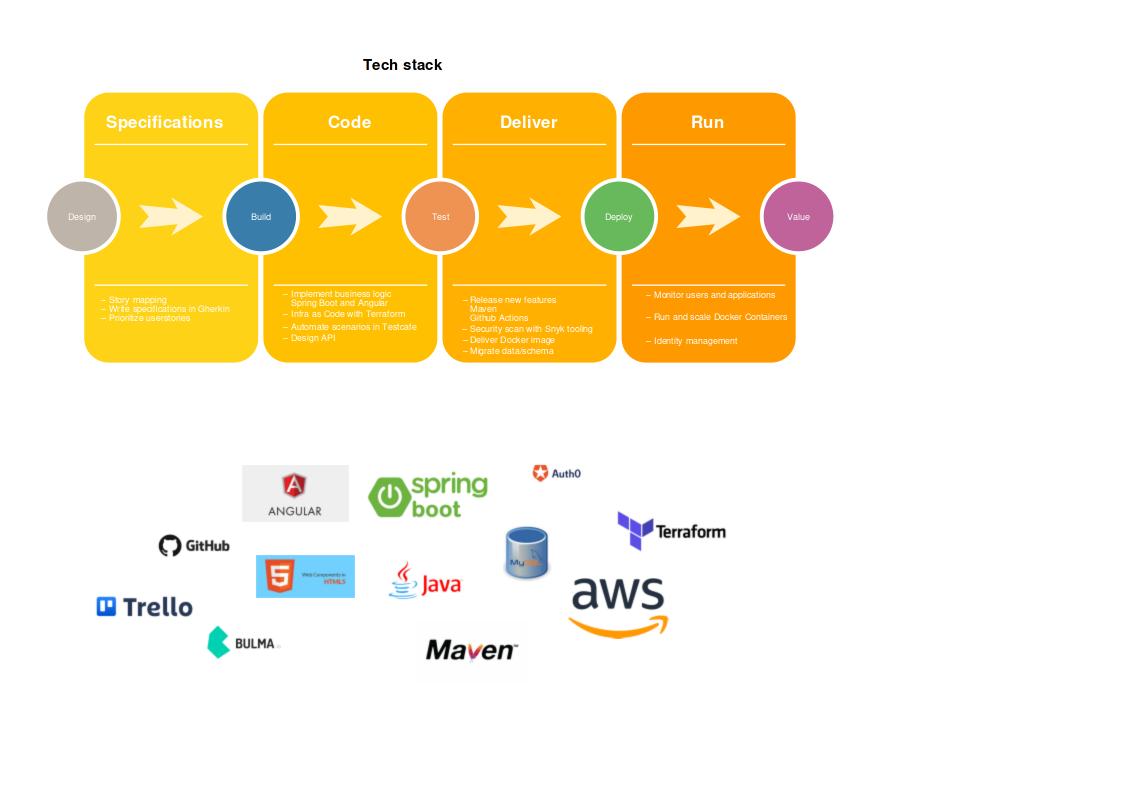 Tech stack
Specifications
Code
Deliver
Run
Design
Build
Test
Deploy
Value
– Story mapping
– Write specifications in Gherkin
– Prioritize userstories
– Implement business logic
Spring Boot and Angular
– Infra as Code with Terraform
– Automate scenarios in Testcafe
– Design API
– Release new features
Maven
Github Actions
– Security scan with Snyk tooling
– Deliver Docker image
– Migrate data/schema
– Monitor users and applications
– Run and scale Docker Containers
– Identity management
ANGULAR
spring
boot
Auth0
GitHub
Terraform
MySQL
Web Components in
HTML5
Java
aws
Trello
BULMA
Maven™